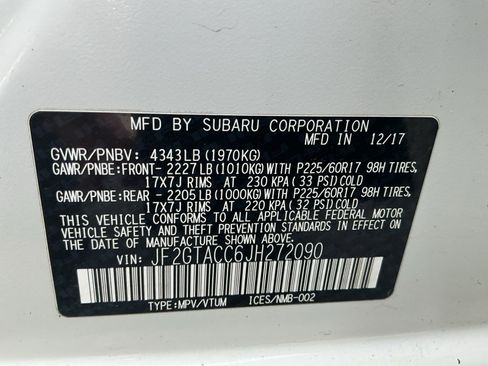 MFD BY SUBARU CORPORATION 12/17
GVWR/PNBV: 4343LB(1970KG)
GAWR/PNBE:FRONT- 2227LB(1010KG)WITH P225/60R17 98H TIRES,
17X7J RIMS AT 230 KPA(33 PSI)COLD
GAWR/PNBE:REAR - 2205LB(1000KG)WITH P225/60R17 98H TIRES,
17X7J RIMS AT 220 KPA(32 PSI)COLD
THIS VEHICLE CONFORMS TO ALL APPLICABLE FEDERAL MOTOR
VEHICLE SAFETY AND THEFT PREVENTION STANDARDS IN EFFECT
ON THE DATE OF MANUFACTURE SHOWN ABOVE.
VIN: JF2GTACC6JH272090
TYPE:MPV/VTUM ICES/NMB-002